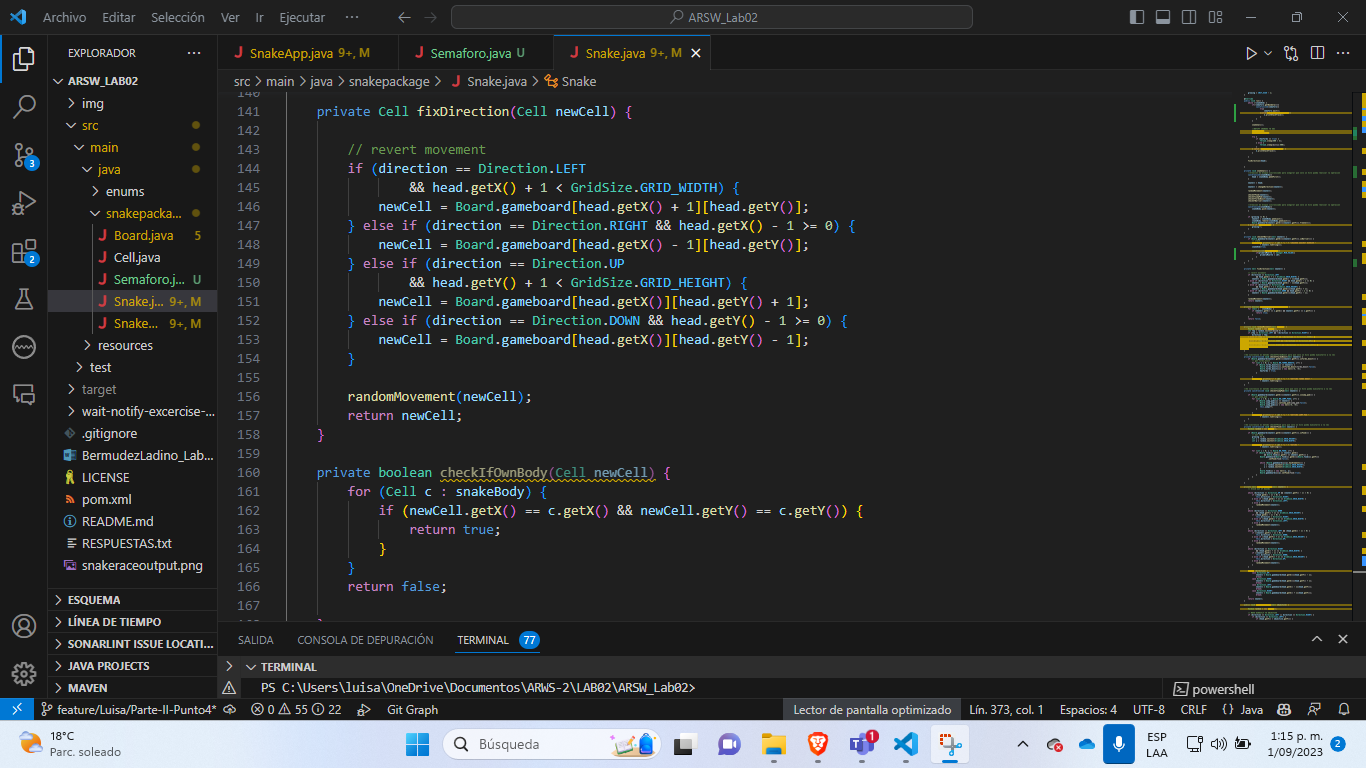 Archivo Editar Selección Ver Ir Ejecutar ··· ARSW_Lab02
EXPLORADOR ···
SnakeApp.java 9+, M Semaforo.java U Snake.java 9+, M
src > main > java > snakepackage > Snake.java > Snake
ARSW_LAB02
img
src
main
java
enums
snakepacka...
Board.java 5
Cell.java
Semaforo.j... U
Snake.j... 9+, M
Snake... 9+, M
resources
test
target
wait-notify-excercise-...
.gitignore
BermudezLadino_Lab...
LICENSE
pom.xml
README.md
RESPUESTAS.txt
snakeraceoutput.png
ESQUEMA
LÍNEA DE TIEMPO
SONARLINT ISSUE LOCATI...
JAVA PROJECTS
MAVEN
3
2
140
141 private Cell fixDirection(Cell newCell) {
142
143 // revert movement
144 if (direction == Direction.LEFT
145 && head.getX() + 1 < GridSize.GRID_WIDTH) {
146 newCell = Board.gameboard[head.getX() + 1][head.getY()];
147 } else if (direction == Direction.RIGHT && head.getX() - 1 >= 0) {
148 newCell = Board.gameboard[head.getX() - 1][head.getY()];
149 } else if (direction == Direction.UP
150 && head.getY() + 1 < GridSize.GRID_HEIGHT) {
151 newCell = Board.gameboard[head.getX()][head.getY() + 1];
152 } else if (direction == Direction.DOWN && head.getY() - 1 >= 0) {
153 newCell = Board.gameboard[head.getX()][head.getY() - 1];
154 }
155
156 randomMovement(newCell);
157 return newCell;
158 }
159
160 private boolean checkIfOwnBody(Cell newCell) {
161 for (Cell c : snakeBody) {
162 if (newCell.getX() == c.getX() && newCell.getY() == c.getY()) {
163 return true;
164 }
165 }
166 return false;
167
SALIDA CONSOLA DE DEPURACIÓN TERMINAL 77
TERMINAL
PS C:\Users\luisa\OneDrive\Documentos\ARWS-2\LAB02\ARSW_Lab02>
powershell
feature/Luisa/Parte-II-Punto4* 0 55 22 Git Graph Lector de pantalla optimizado Lín. 373, col. 1 Espacios: 4 UTF-8 CRLF {} Java
18°C
Parc. soleado
Búsqueda
1
ESP
LAA
1:15 p. m.
1/09/2023
2